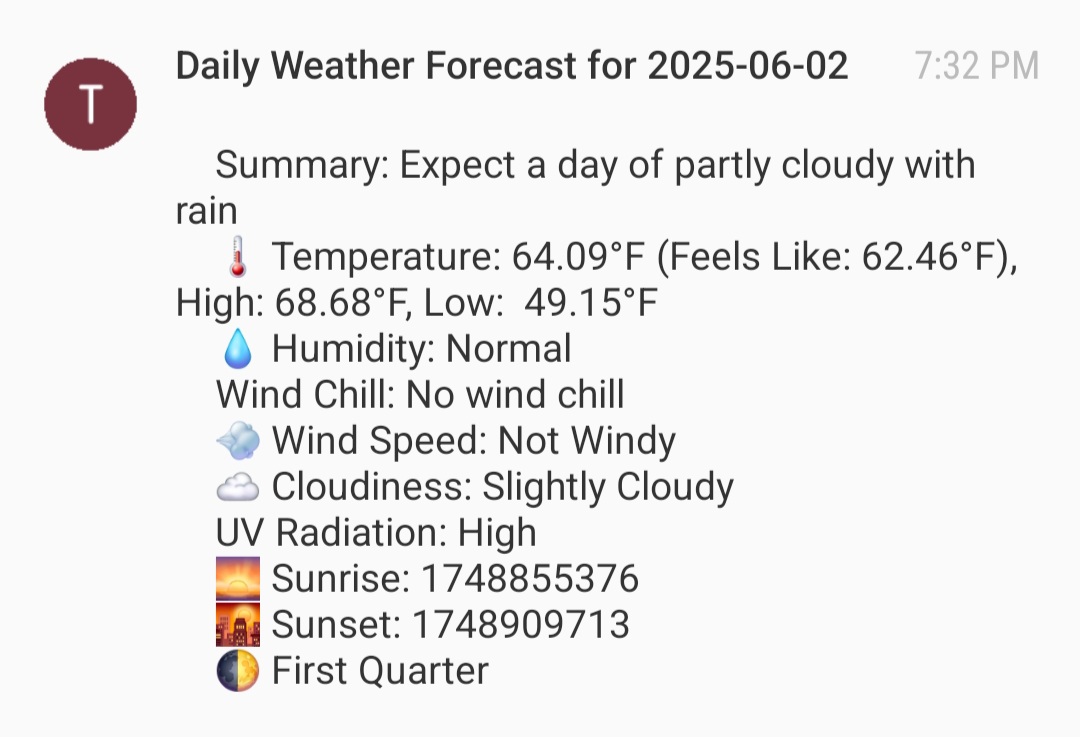 T
Daily Weather Forecast for 2025-06-02 7:32 PM
Summary: Expect a day of partly cloudy with
rain
🌡️ Temperature: 64.09°F (Feels Like: 62.46°F),
High: 68.68°F, Low:  49.15°F
💧 Humidity: Normal
Wind Chill: No wind chill
🌬️ Wind Speed: Not Windy
☁️ Cloudiness: Slightly Cloudy
UV Radiation: High
🌅 Sunrise: 1748855376
🌇 Sunset: 1748909713
🌓 First Quarter